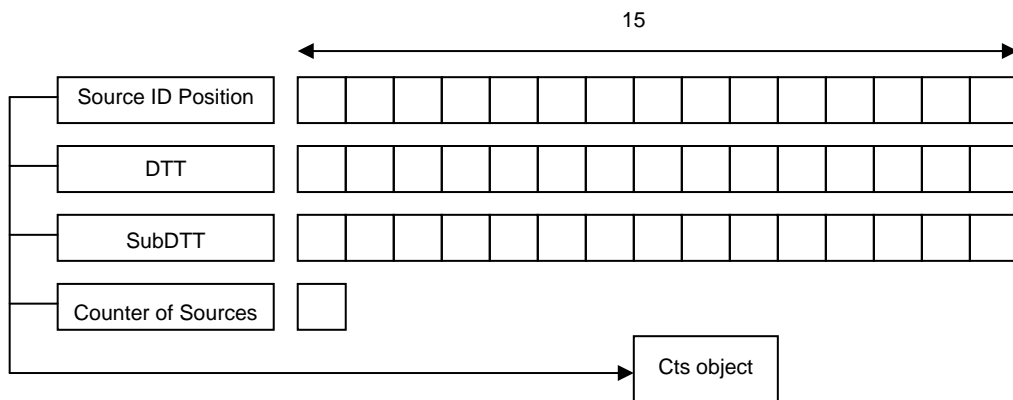 15
Source ID Position
DTT
SubDTT
Counter of Sources
Cts object